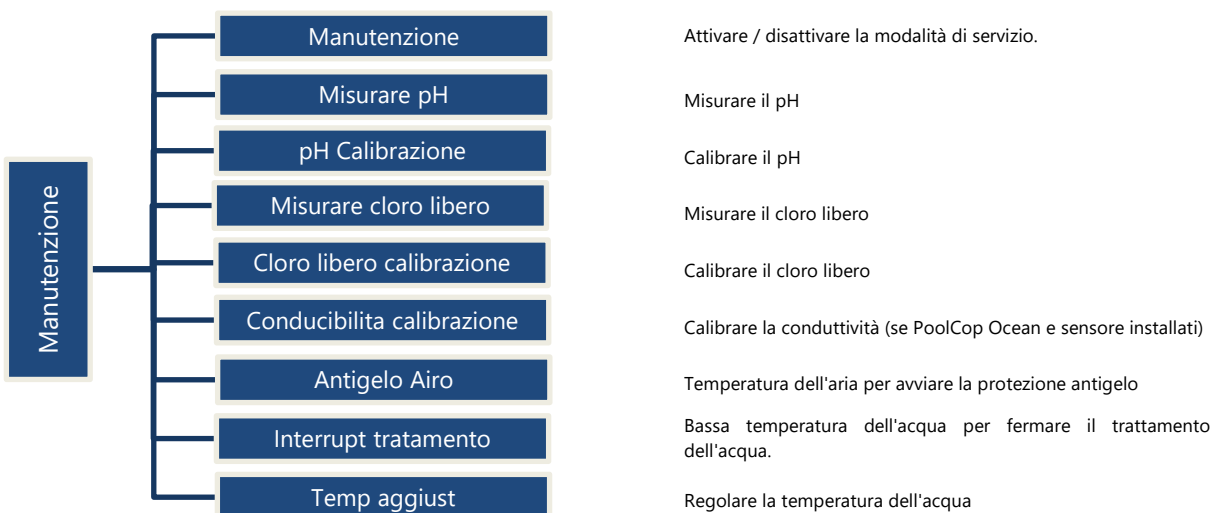 Manutenzione
Manutenzione
Attivare / disattivare la modalità di servizio.
Misurare pH
Misurare il pH
pH Calibrazione
Calibrare il pH
Misurare cloro libero
Misurare il cloro libero
Cloro libero calibrazione
Calibrare il cloro libero
Conducibilita calibrazione
Calibrare la conduttività (se PoolCop Ocean e sensore installati)
Antigelo Airo
Temperatura dell'aria per avviare la protezione antigelo
Interrupt tratamento
Bassa temperatura dell'acqua per fermare il trattamento
dell'acqua.
Temp aggiust
Regolare la temperatura dell'acqua